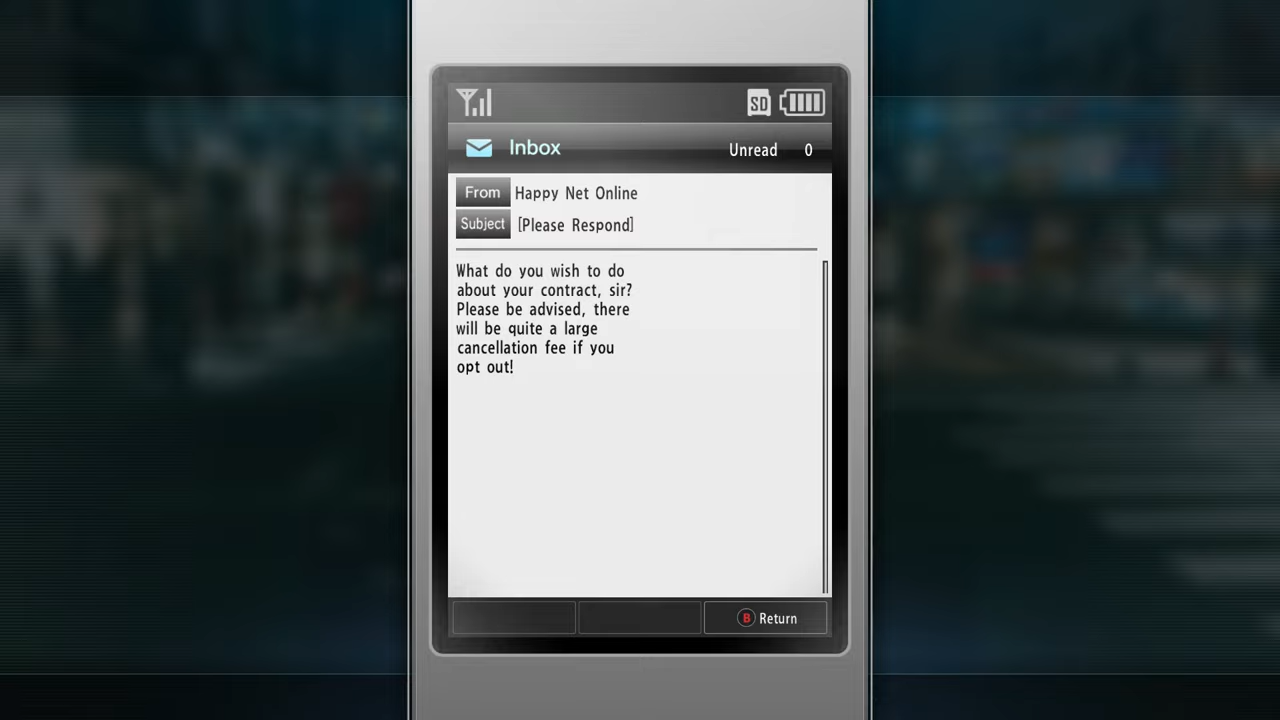 SD
Inbox
Unread 0
From Happy Net Online
Subject [Please Respond]
What do you wish to do
about your contract, sir?
Please be advised, there
will be quite a large
cancellation fee if you
opt out!
B Return